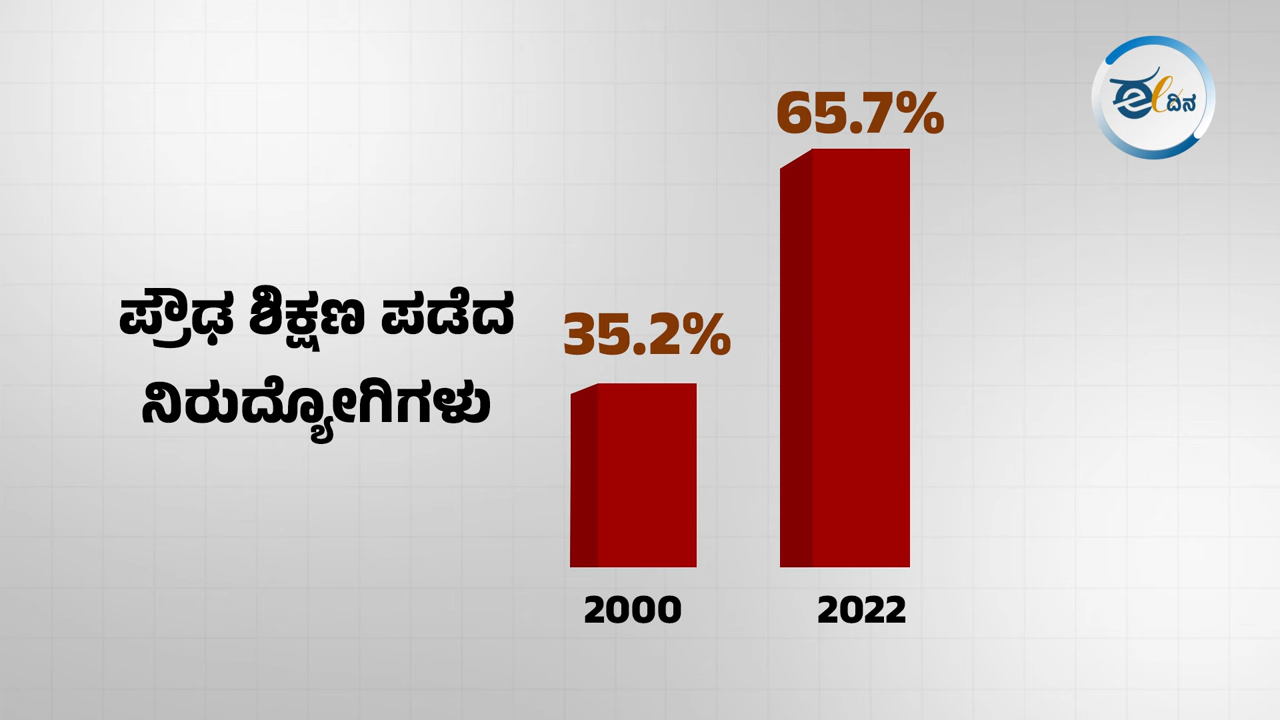 ಈ ದಿನ
65.7%
35.2%
ಪ್ರೌಢ ಶಿಕ್ಷಣ ಪಡೆದ
ನಿರುದ್ಯೋಗಿಗಳು
2000
2022